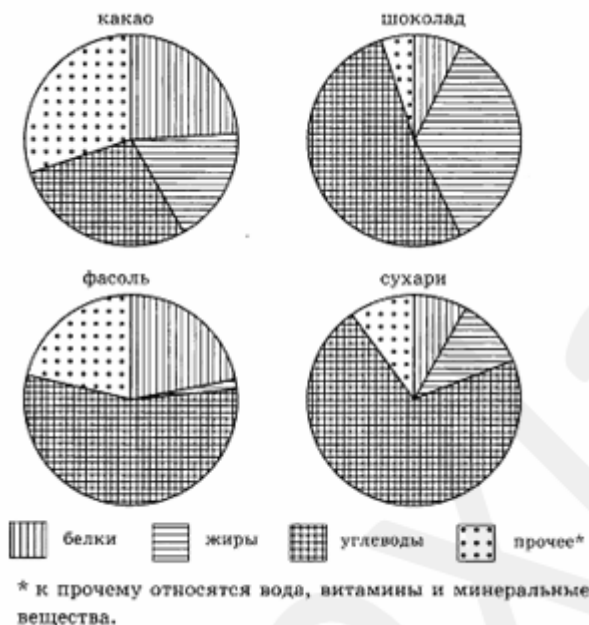 какао
шоколад
фасоль
сухари
белки
жиры
углеводы
прочее*
* к прочему относятся вода, витамины и минеральные
вещества.